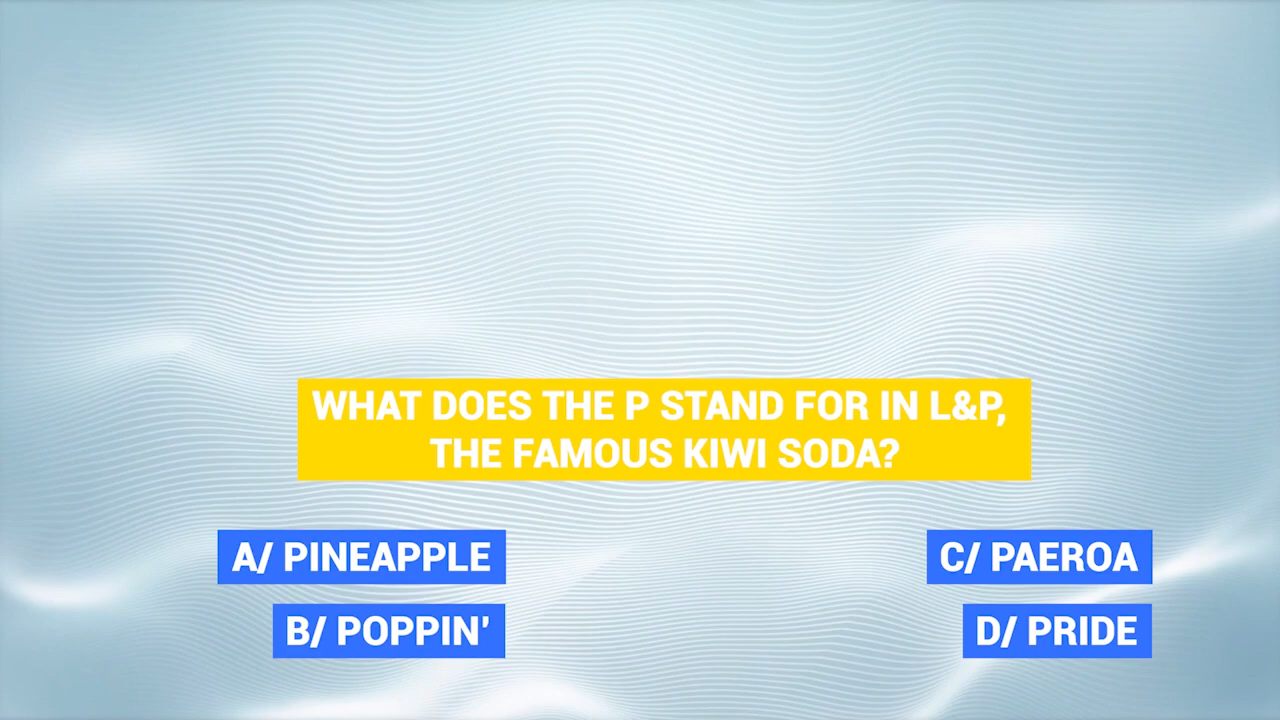 WHAT DOES THE P STAND FOR IN L&P,
THE FAMOUS KIWI SODA?
A/ PINEAPPLE
B/ POPPIN'
C/ PAEROA
D/ PRIDE